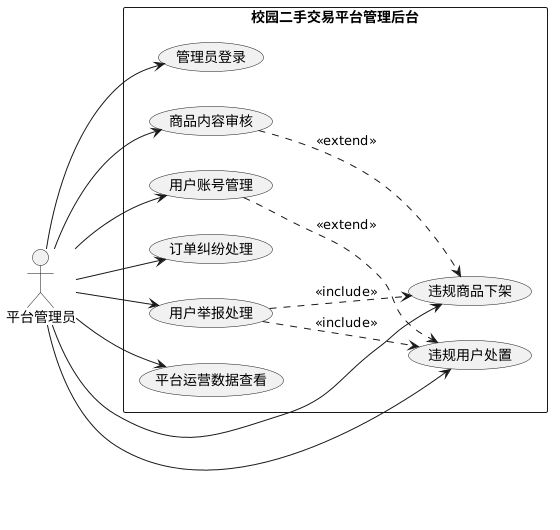 校园二手交易平台管理后台
管理员登录
商品内容审核
«extend»
用户账号管理
«extend»
订单纠纷处理
违规商品下架
«include»
用户举报处理
平台管理员
«include»
违规用户处置
平台运营数据查看